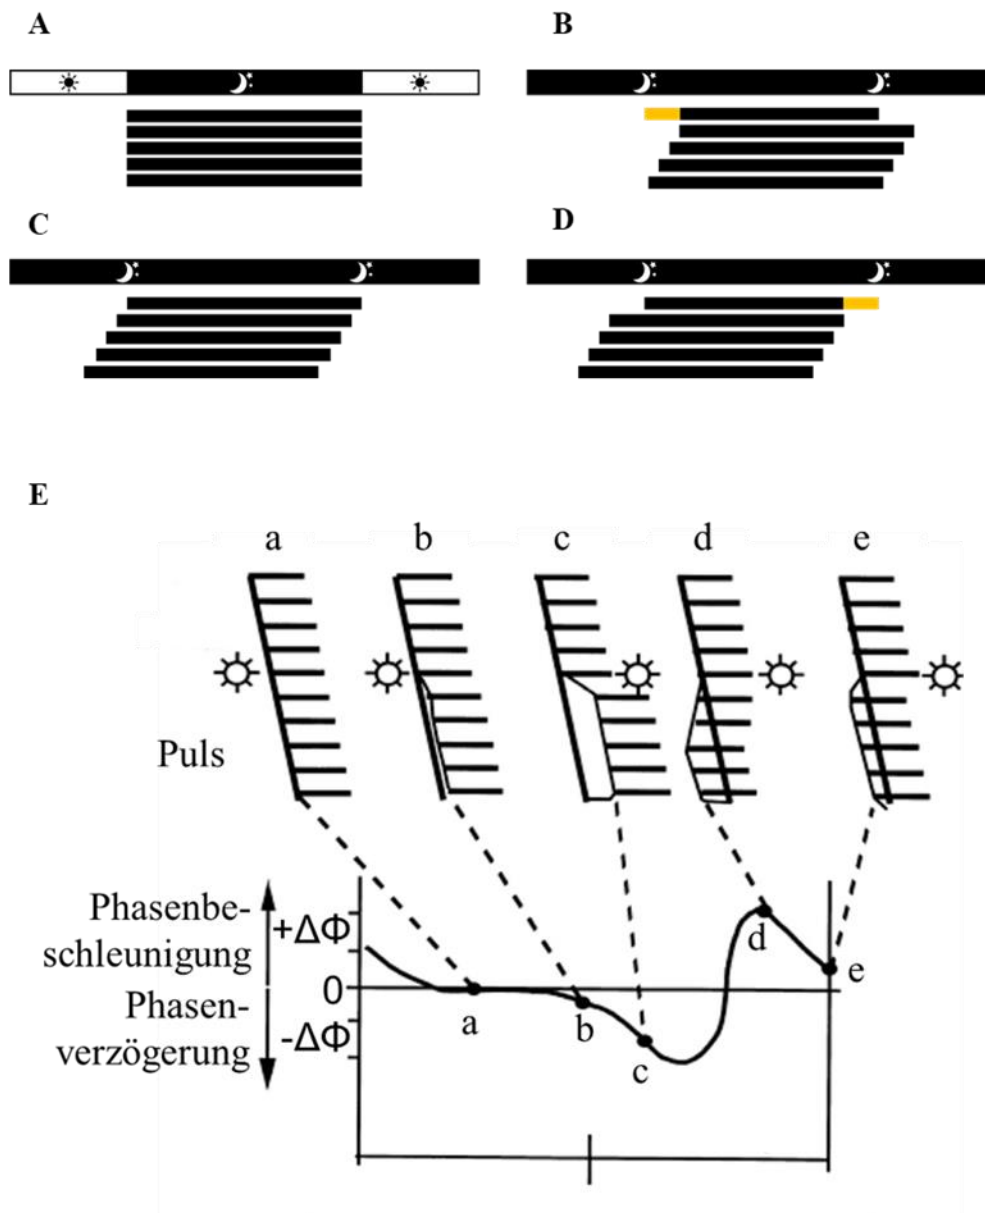 A
B
C
D
E
a b c d e
Puls
Phasenbe-
schleunigung
+ΔΦ
0
Phasen-
verzögerung
-ΔΦ
a
b
c
d
e